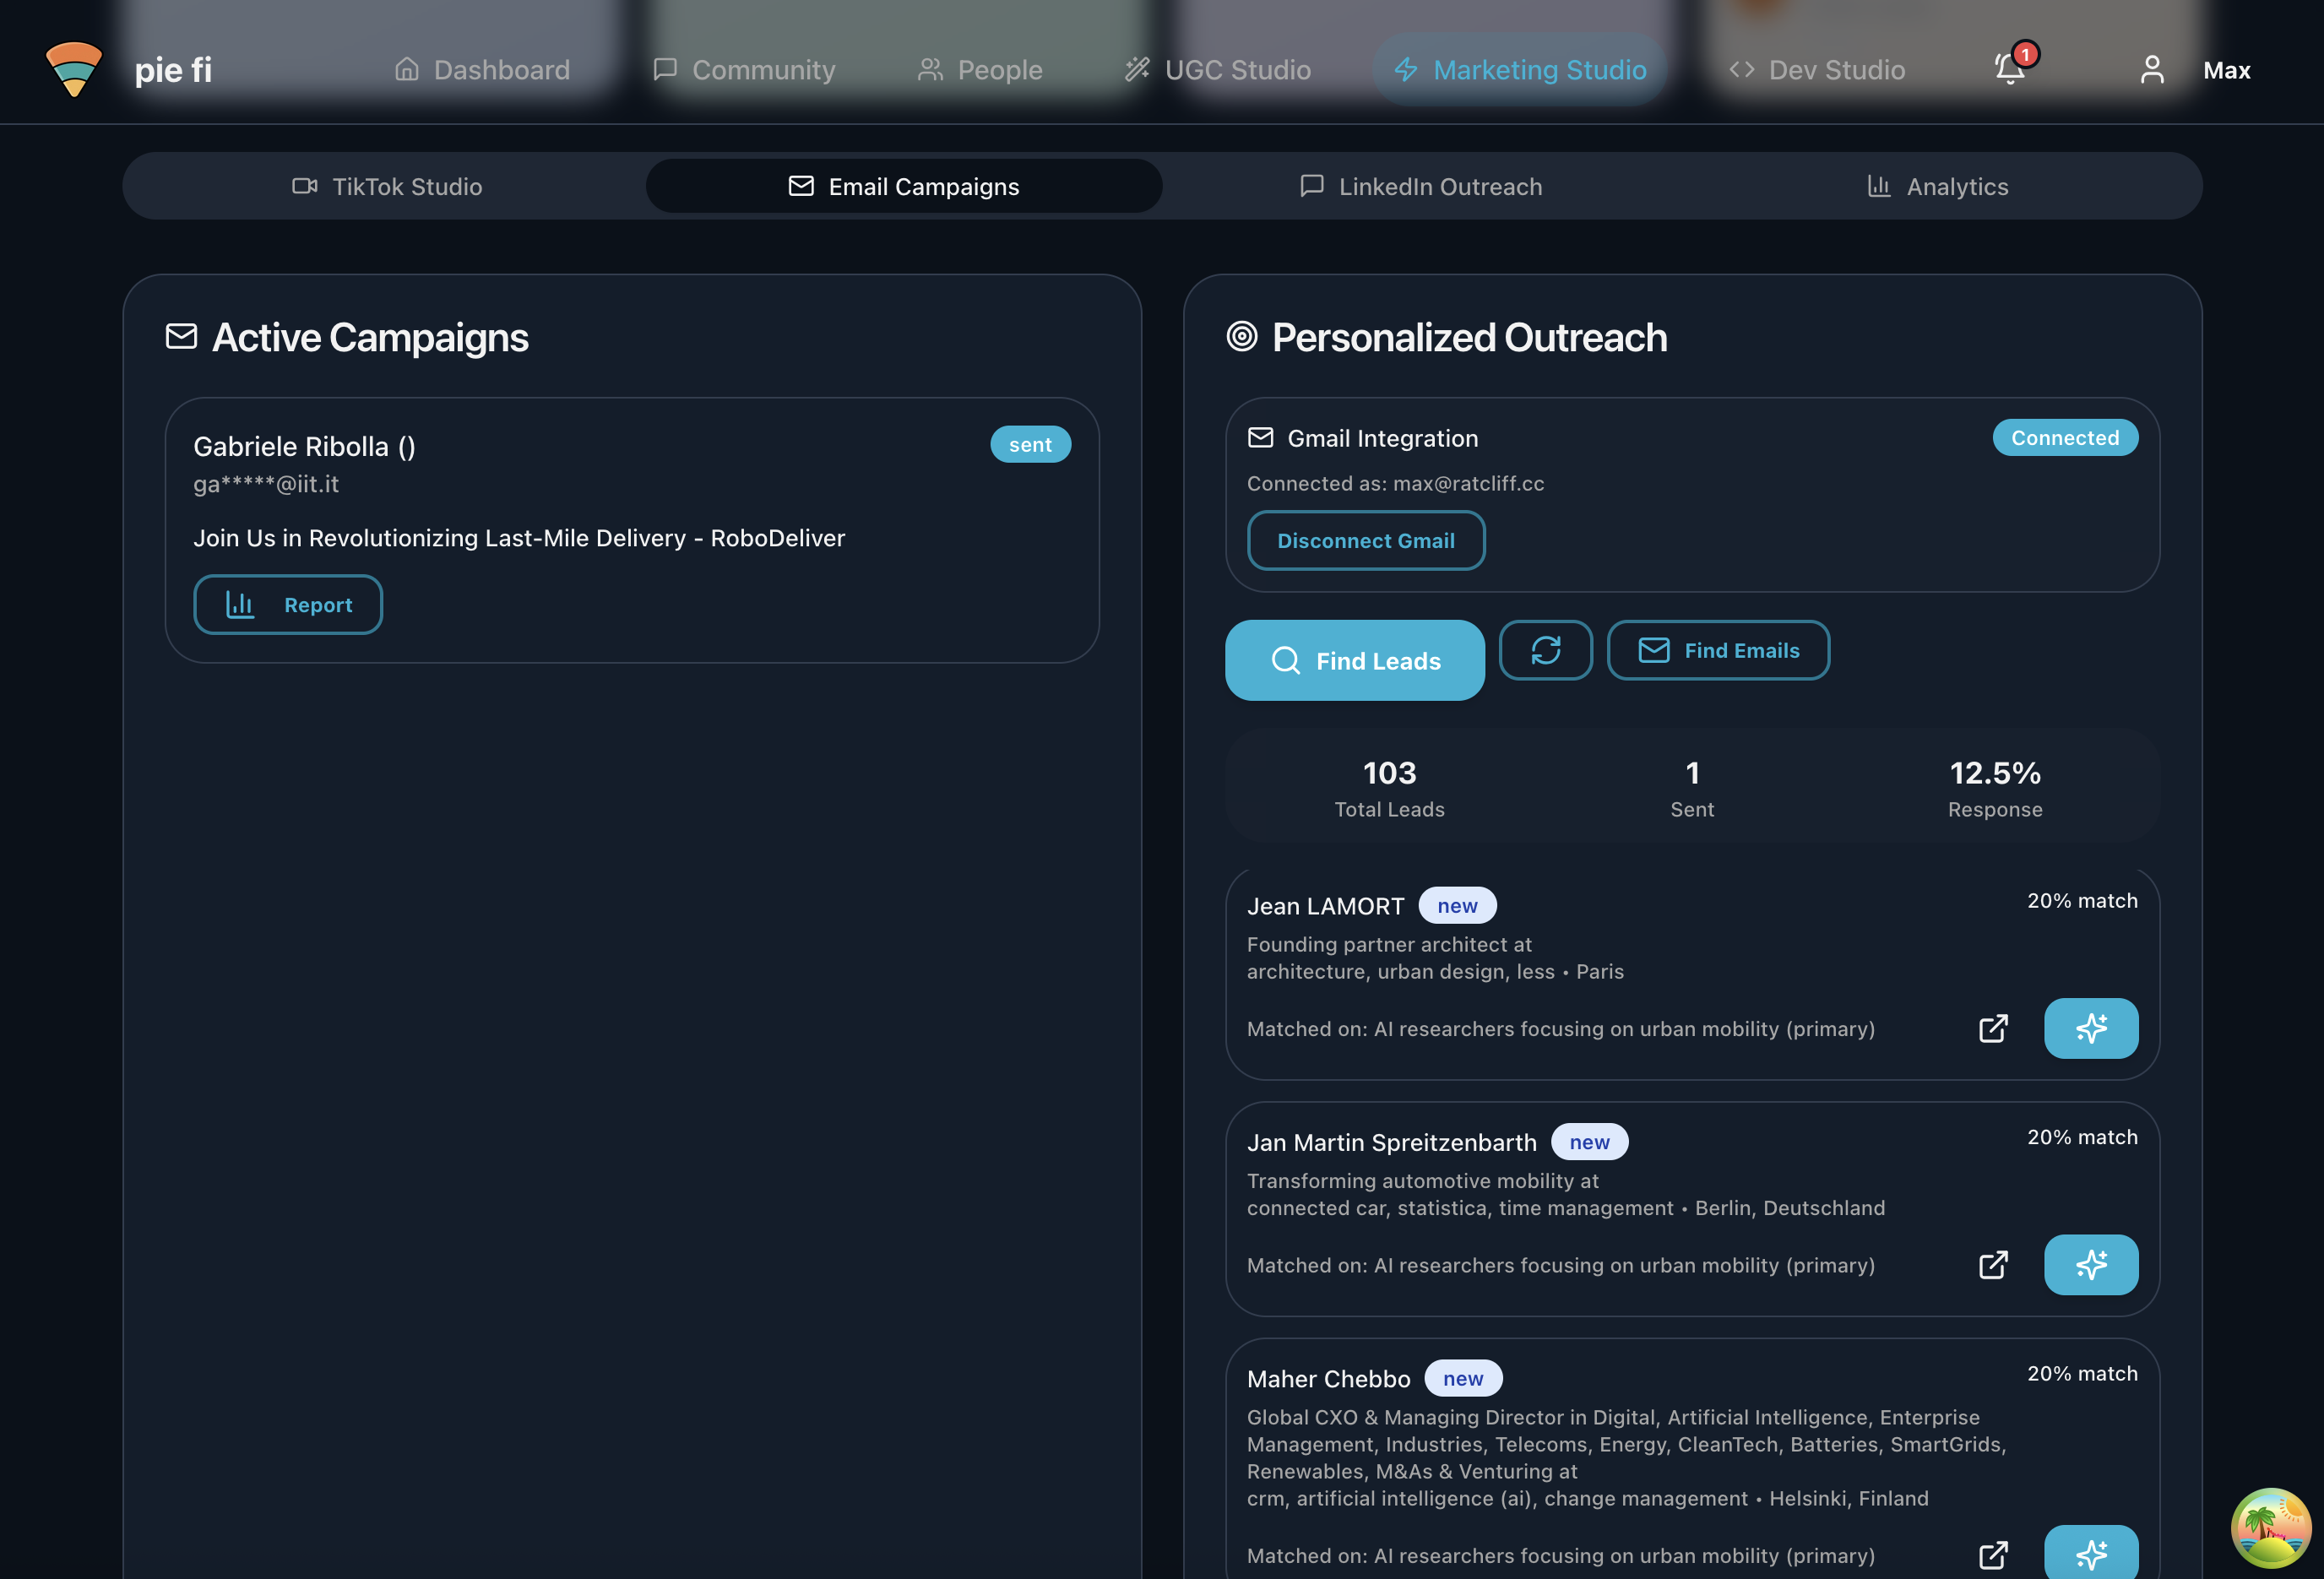 pie fi
Dashboard
Community
People
UGC Studio
Marketing Studio
Dev Studio
1
Max
TikTok Studio
Email Campaigns
LinkedIn Outreach
Analytics
Active Campaigns
Gabriele Ribolla ()
sent
ga*****@iit.it
Join Us in Revolutionizing Last-Mile Delivery - RoboDeliver
Report
Personalized Outreach
Gmail Integration
Connected
Connected as: max@ratcliff.cc
Disconnect Gmail
Find Leads
Find Emails
103
Total Leads
1
Sent
12.5%
Response
Jean LAMORT
new
20% match
Founding partner architect at
architecture, urban design, less • Paris
Matched on: AI researchers focusing on urban mobility (primary)
Jan Martin Spreitzenbarth
new
20% match
Transforming automotive mobility at
connected car, statistica, time management • Berlin, Deutschland
Matched on: AI researchers focusing on urban mobility (primary)
Maher Chebbo
new
20% match
Global CXO & Managing Director in Digital, Artificial Intelligence, Enterprise
Management, Industries, Telecoms, Energy, CleanTech, Batteries, SmartGrids,
Renewables, M&As & Venturing at
crm, artificial intelligence (ai), change management • Helsinki, Finland
Matched on: AI researchers focusing on urban mobility (primary)